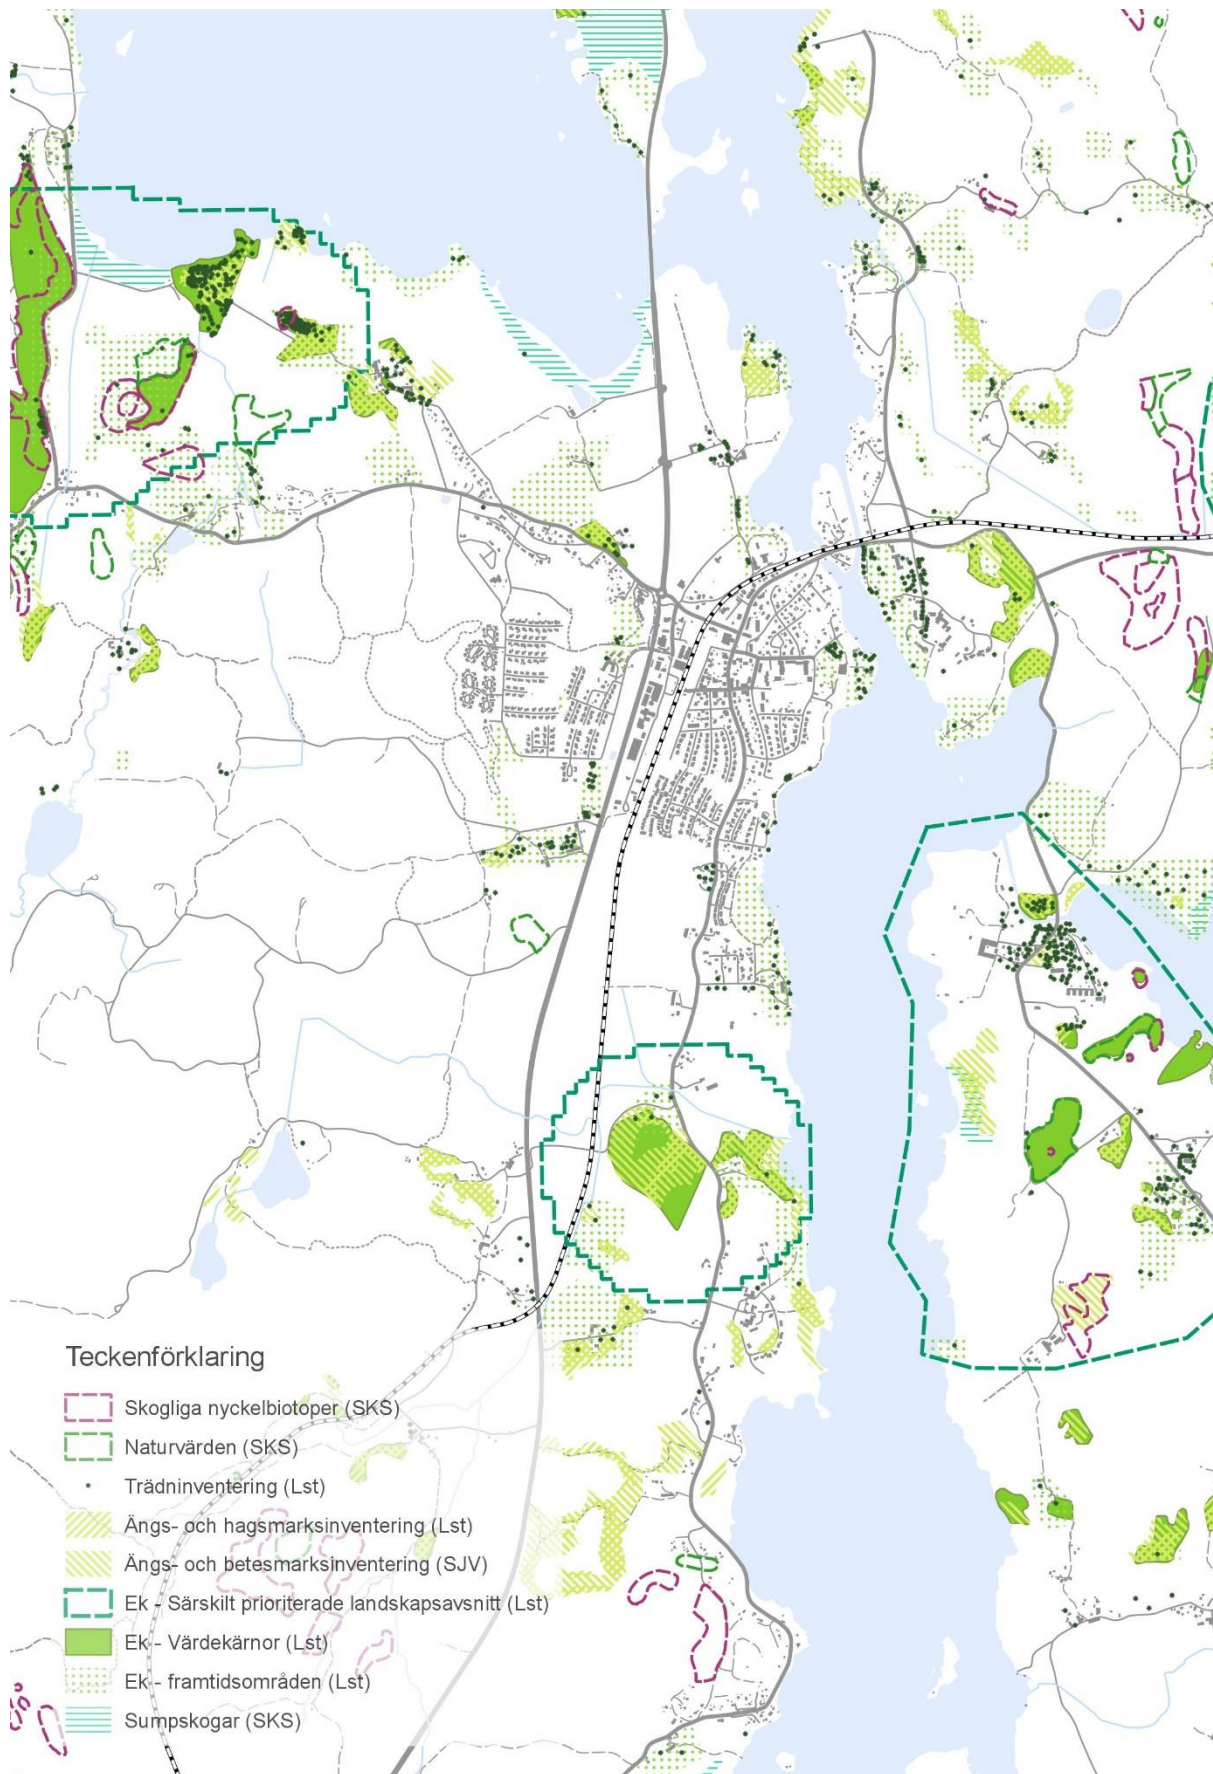 Teckenförklaring
Skogliga nyckelbiotoper (SKS)
Naturvärden (SKS)
Trädninventering (Lst)
Ängs- och hagsmarksinventering (Lst)
Ängs- och betesmarksinventering (SJV)
Ek - Särskilt prioriterade landskapsavsnitt (Lst)
Ek - Värdekärnor (Lst)
Ek - framtidsområden (Lst)
Sumpskogar (SKS)